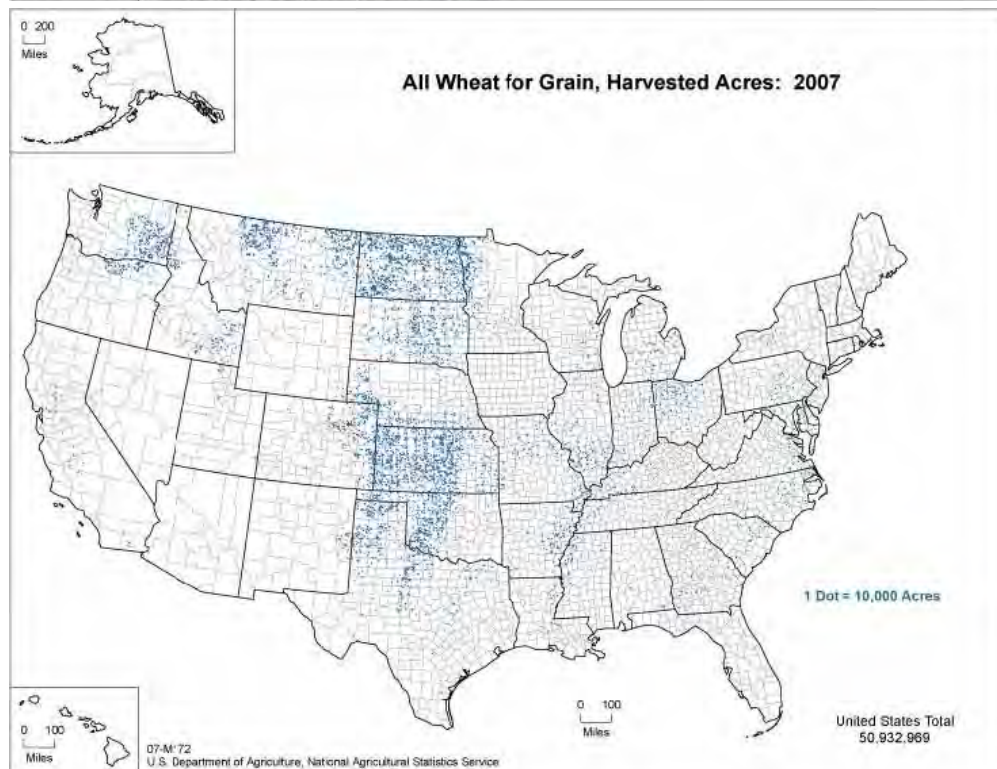 0 200
Miles
All Wheat for Grain, Harvested Acres: 2007
1 Dot = 10,000 Acres
0 100
Miles
0 100
Miles
United States Total
50,932,969
07-M'72
U.S. Department of Agriculture, National Agricultural Statistics Service